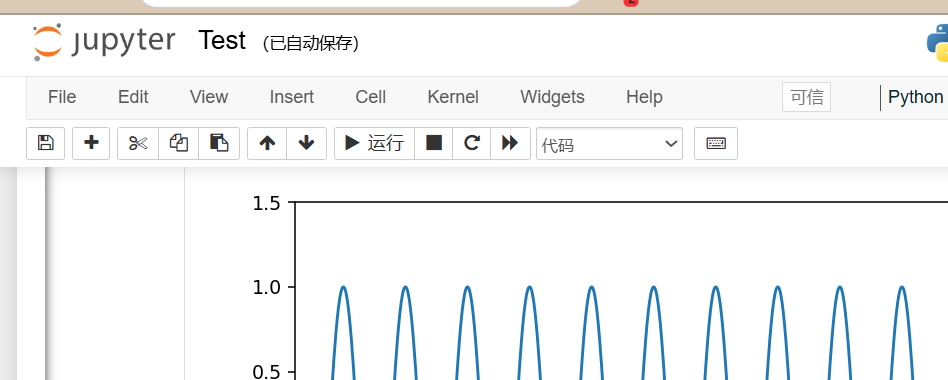 jupyter Test (已自动保存)
File Edit View Insert Cell Kernel Widgets Help 可信 Python
运行 代码
1.5
1.0
0.5